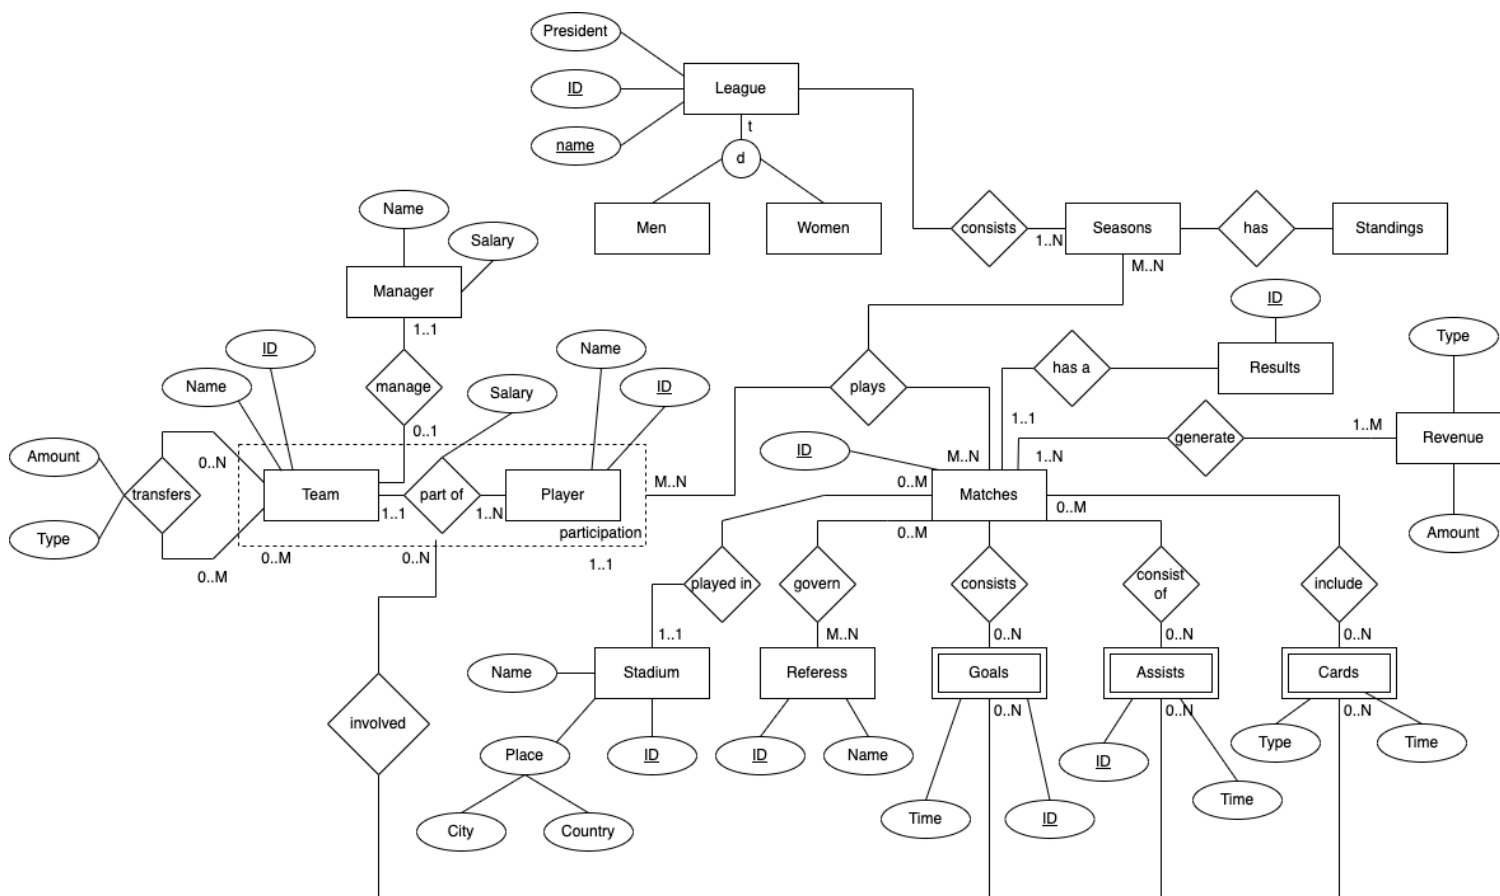 President
League
ID
t
name
d
Name
Men
Women
consists
1..N
Seasons
has
Standings
Salary
M..N
Manager
ID
1..1
ID
Name
Type
Name
manage
Salary
ID
plays
has a
Results
0..1
1..1
1..M
Revenue
generate
Amount
0..N
ID
M..N
1..N
transfers
Team
part of
Player
M..N
0..M
Matches
1..1
1..N
0..M
participation
0..M
Type
Amount
0..M
0..N
1..1
0..M
played in
govern
consists
consist
of
include
1..1
M..N
0..N
0..N
0..N
Name
Stadium
Referess
Goals
Assists
Cards
0..N
0..N
0..N
involved
Place
ID
ID
Name
ID
Type
Time
Time
Time
ID
City
Country